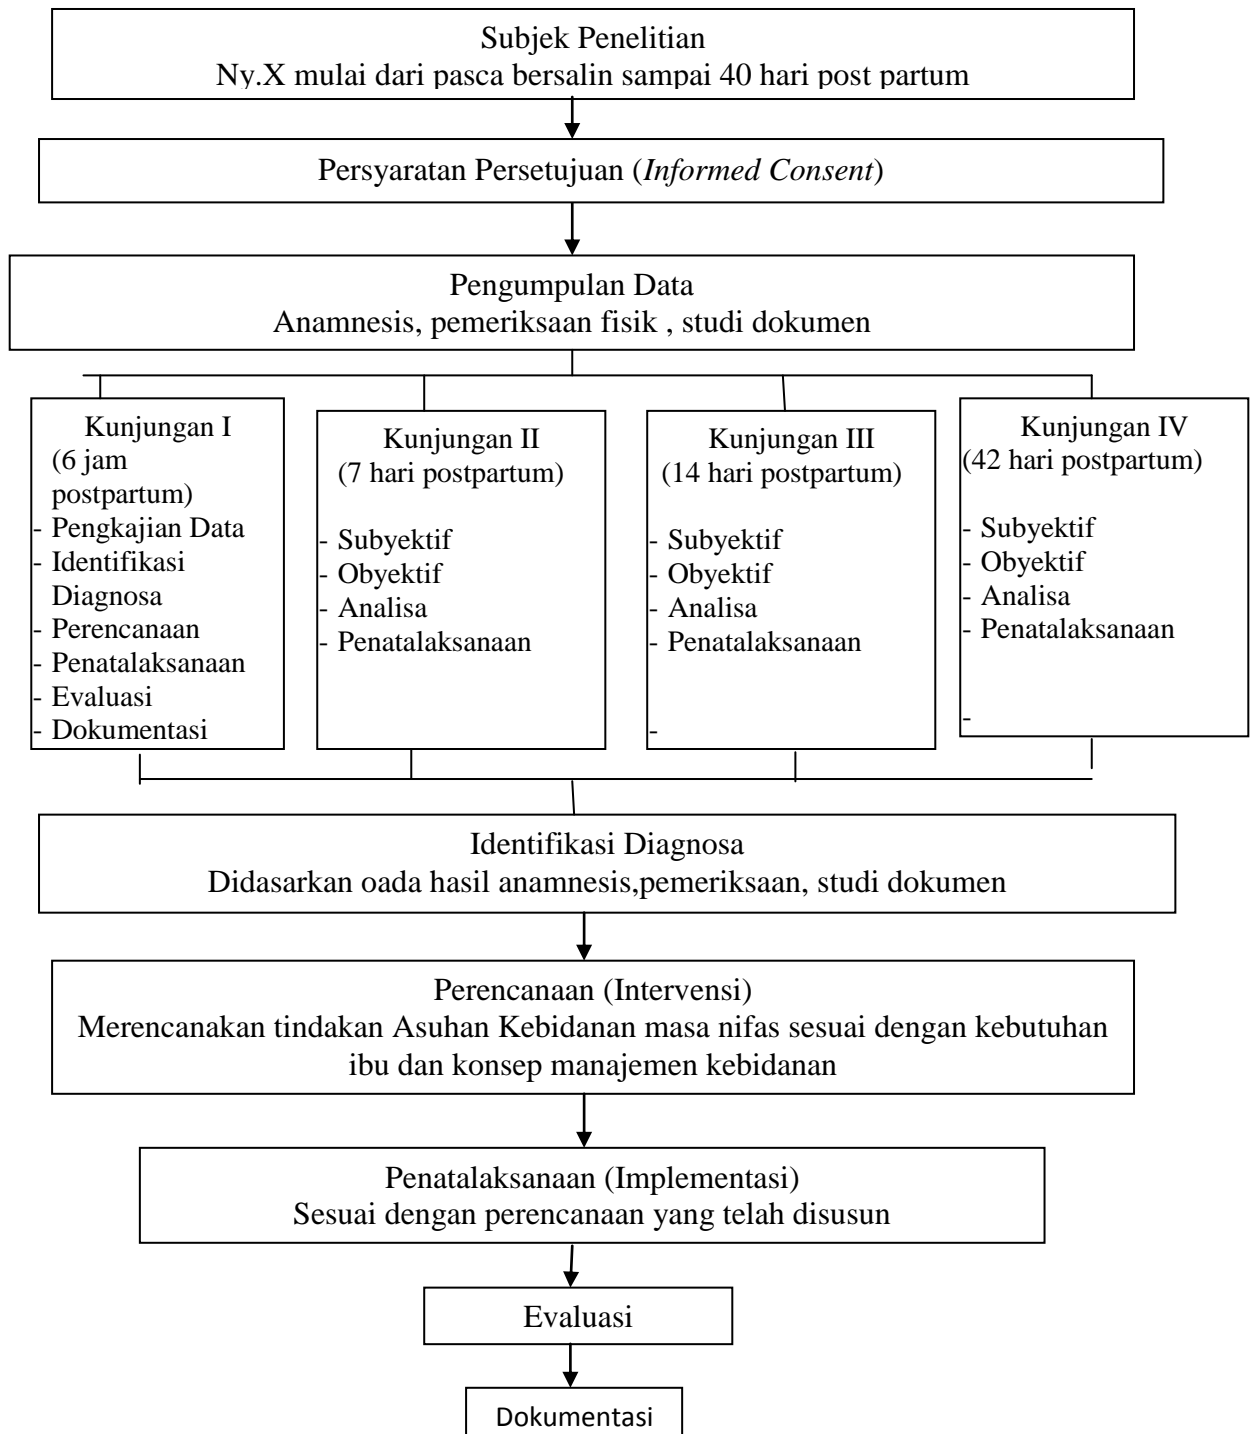 Subjek Penelitian
Ny.X mulai dari pasca bersalin sampai 40 hari post partum
Persyaratan Persetujuan (Informed Consent)
Pengumpulan Data
Anamnesis, pemeriksaan fisik , studi dokumen
Kunjungan I
(6 jam
postpartum)
- Pengkajian Data
- Identifikasi
Diagnosa
- Perencanaan
- Penatalaksanaan
- Evaluasi
- Dokumentasi
Kunjungan II
(7 hari postpartum)
- Subyektif
- Obyektif
- Analisa
- Penatalaksanaan
Kunjungan III
(14 hari postpartum)
- Subyektif
- Obyektif
- Analisa
- Penatalaksanaan
-
Kunjungan IV
(42 hari postpartum)
- Subyektif
- Obyektif
- Analisa
- Penatalaksanaan
-
Identifikasi Diagnosa
Didasarkan oada hasil anamnesis,pemeriksaan, studi dokumen
Perencanaan (Intervensi)
Merencanakan tindakan Asuhan Kebidanan masa nifas sesuai dengan kebutuhan
ibu dan konsep manajemen kebidanan
Penatalaksanaan (Implementasi)
Sesuai dengan perencanaan yang telah disusun
Evaluasi
Dokumentasi